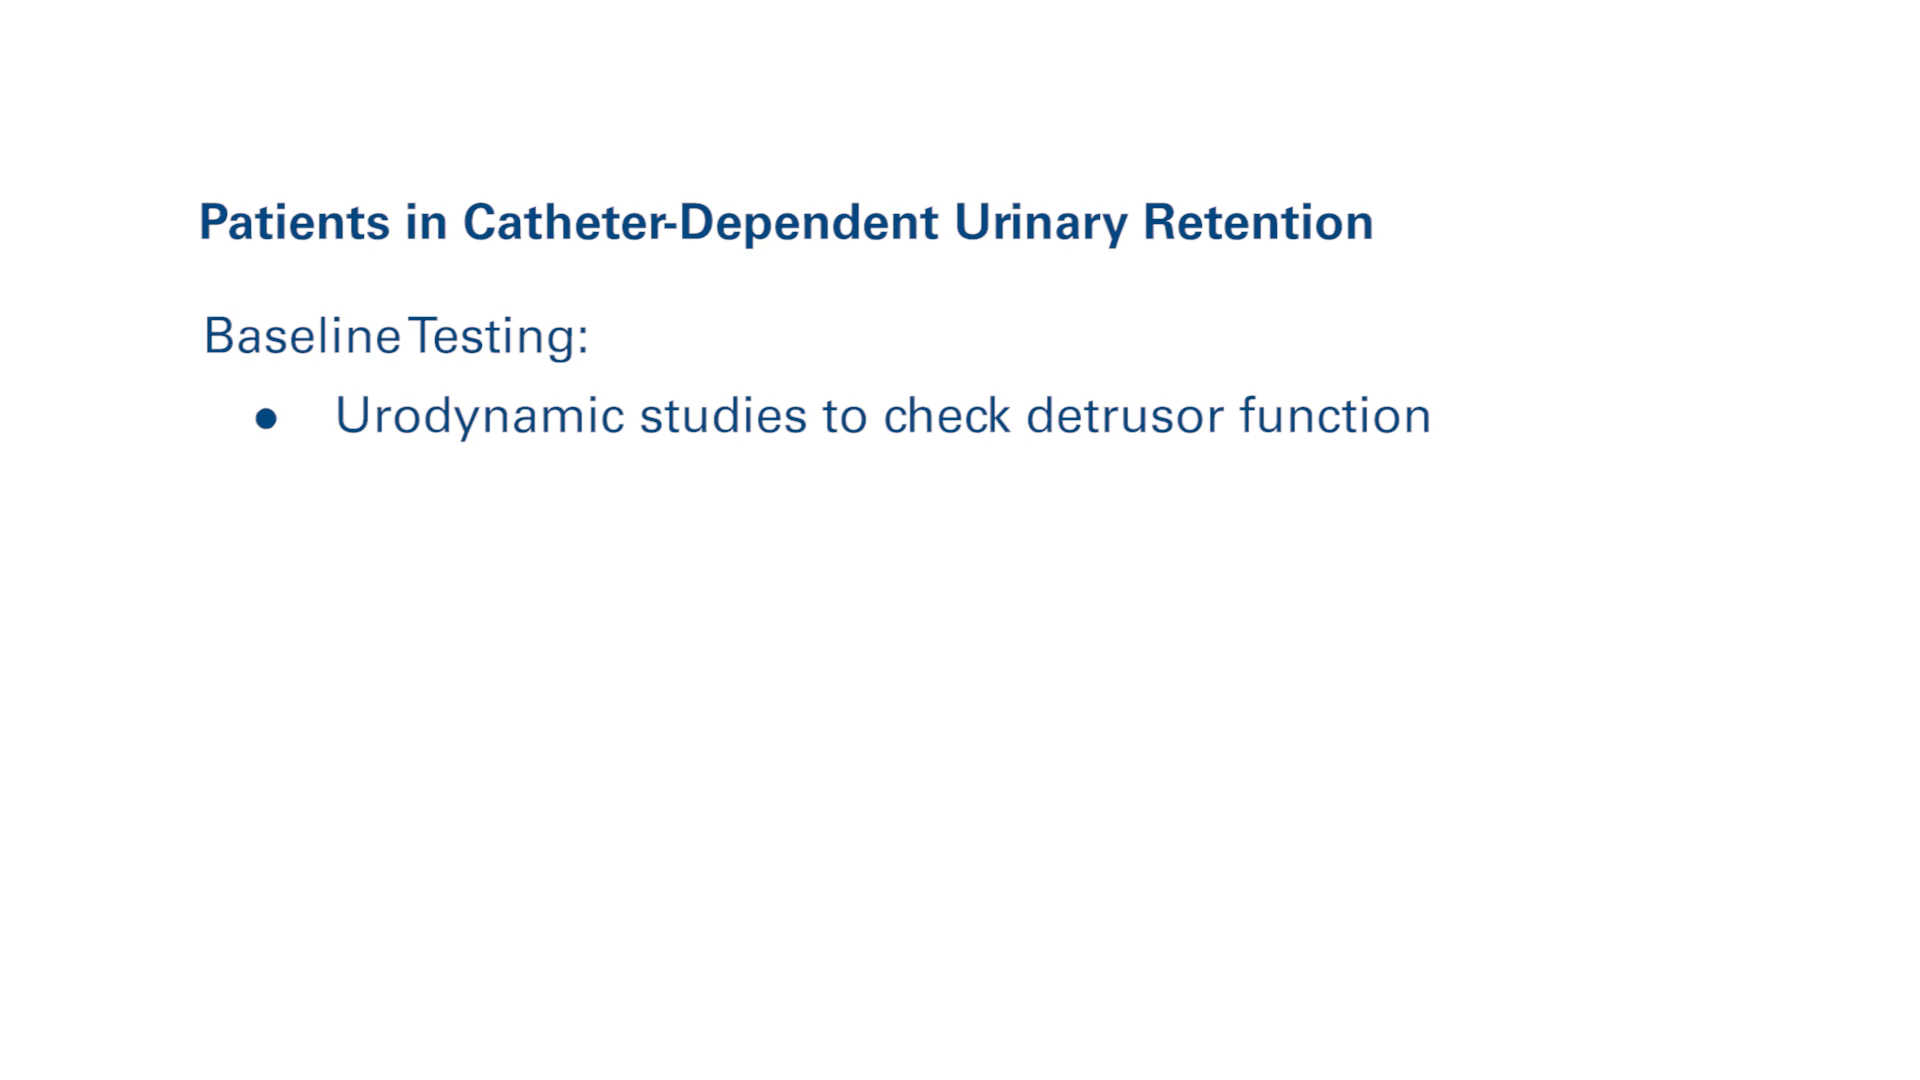 Patients in Catheter-Dependent Urinary Retention
Baseline Testing:
● Urodynamic studies to check detrusor function